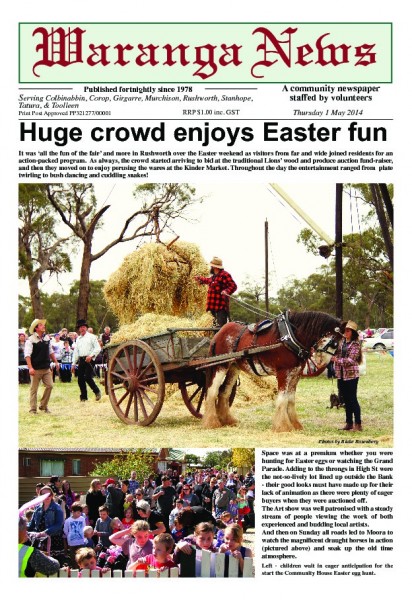 Waranga News
Published fortnightly since 1978
Serving Colbinabbin, Corop, Girgarre, Murchison, Rushworth, Stanhope,
Tatura, & Toolleen
Print Post Approved PP321277/00001
RRP $1.00 inc. GST
A community newspaper
staffed by volunteers
Thursday 1 May 2014
Huge crowd enjoys Easter fun
It was 'all the fun of the fair' and more in Rushworth over the Easter weekend as visitors from far and wide joined residents for an
action-packed program. As always, the crowd started arriving to bid at the traditional Lions' wood and produce auction fund-raiser,
and then they moved on to enjoy perusing the wares at the Kinder Market. Throughout the day the entertainment ranged from plate
twirling to bush dancing and cuddling snakes!
Photos by
Space was at a premium whether you were
hunting for Easter eggs or watching the Grand
Parade. Adding to the throngs in High St were
the not-so-live lot lined up outside the Bank
- their good looks must have made up for their
lack of animation as there were plenty of eager
buyers when they were auctioned off.
The Art show was well patronised with a steady
stream of people viewing the work of both
experienced and budding local artists.
And then on Sunday all roads led to Moora to
watch the magnificent draught horses in action
(pictured above) and soak up the old time
atmosphere.
Left - children wait in eager anticipation for the
start the Community House Easter egg hunt.